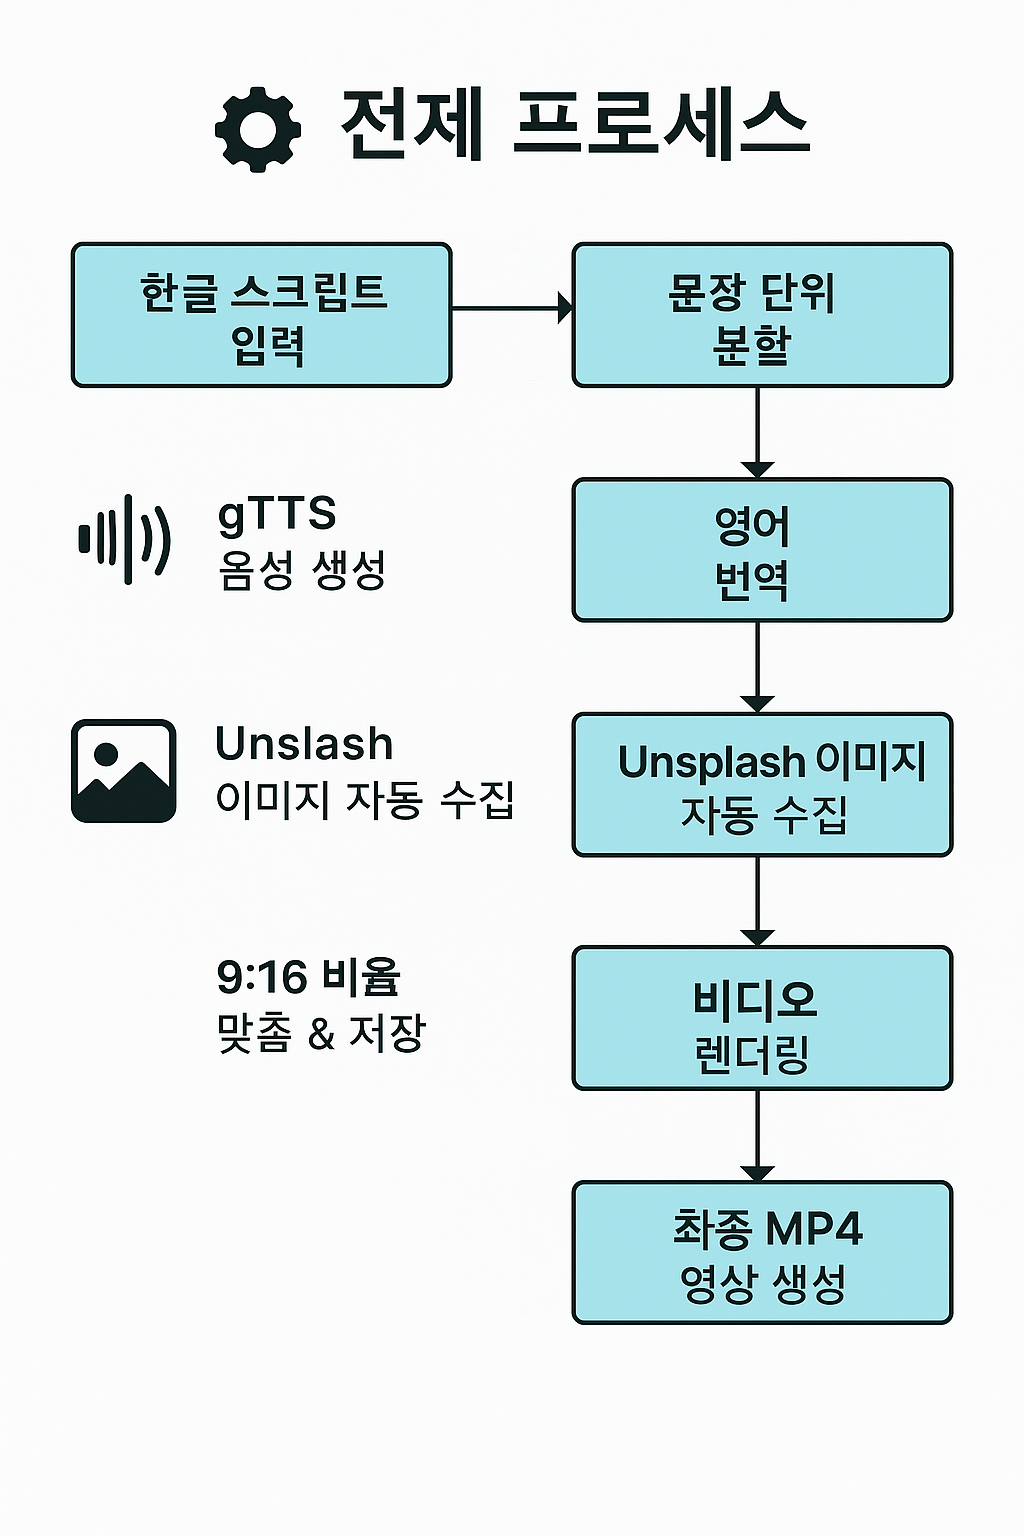 전제 프로세스
한글 스크립트
입력
문장 단위
분할
gTTS
옴성 생성
영어
번역
Unslash
이미지 자동 수집
Unsplash 이미지
자동 수집
9:16 비율
맞춤 & 저장
비디오
렌더링
촤종 MP4
영상 생성